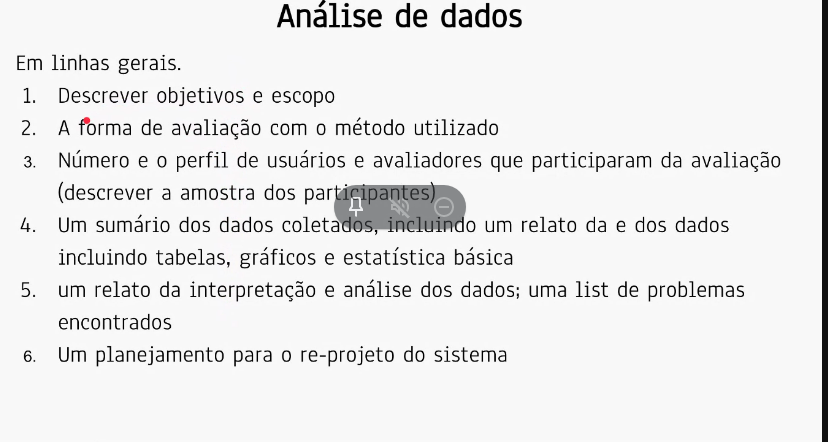 Análise de dados
Em linhas gerais.
1. Descrever objetivos e escopo
2. A forma de avaliação com o método utilizado
3. Número e o perfil de usuários e avaliadores que participaram da avaliação
(descrever a amostra dos participantes)
4. Um sumário dos dados coletados, incluindo um relato da e dos dados
incluindo tabelas, gráficos e estatística básica
5. um relato da interpretação e análise dos dados; uma list de problemas
encontrados
6. Um planejamento para o re-projeto do sistema